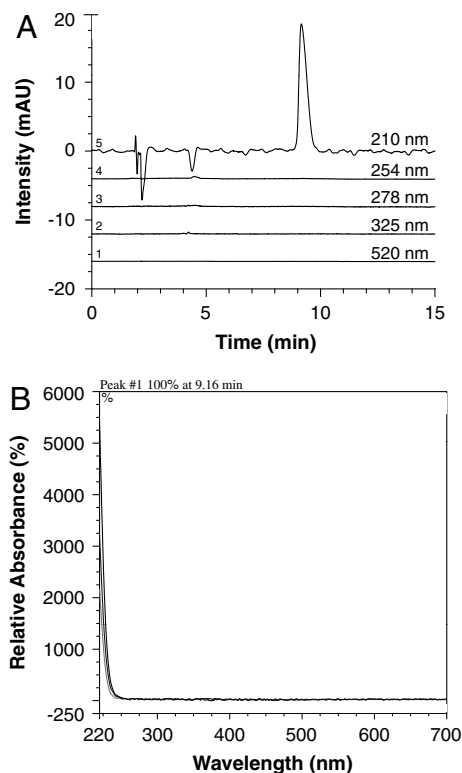 A
20
10
0
-10
-20
Intensity (mAU)
5
210 nm
4
254 nm
3
278 nm
2
325 nm
1
520 nm
0
5
10
15
Time (min)
B
Peak #1 100% at 9.16 min
%
6000
5000
4000
3000
2000
1000
-250
Relative Absorbance (%)
220
300
400
500
600
700
Wavelength (nm)